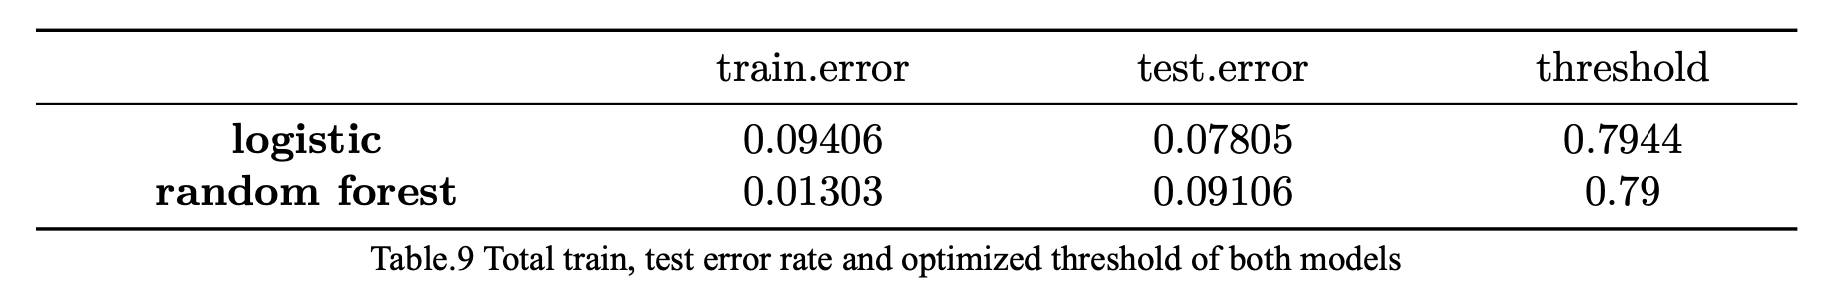 train.error test.error threshold
logistic 0.09406 0.07805 0.7944
random forest 0.01303 0.09106 0.79
Table.9 Total train, test error rate and optimized threshold of both models